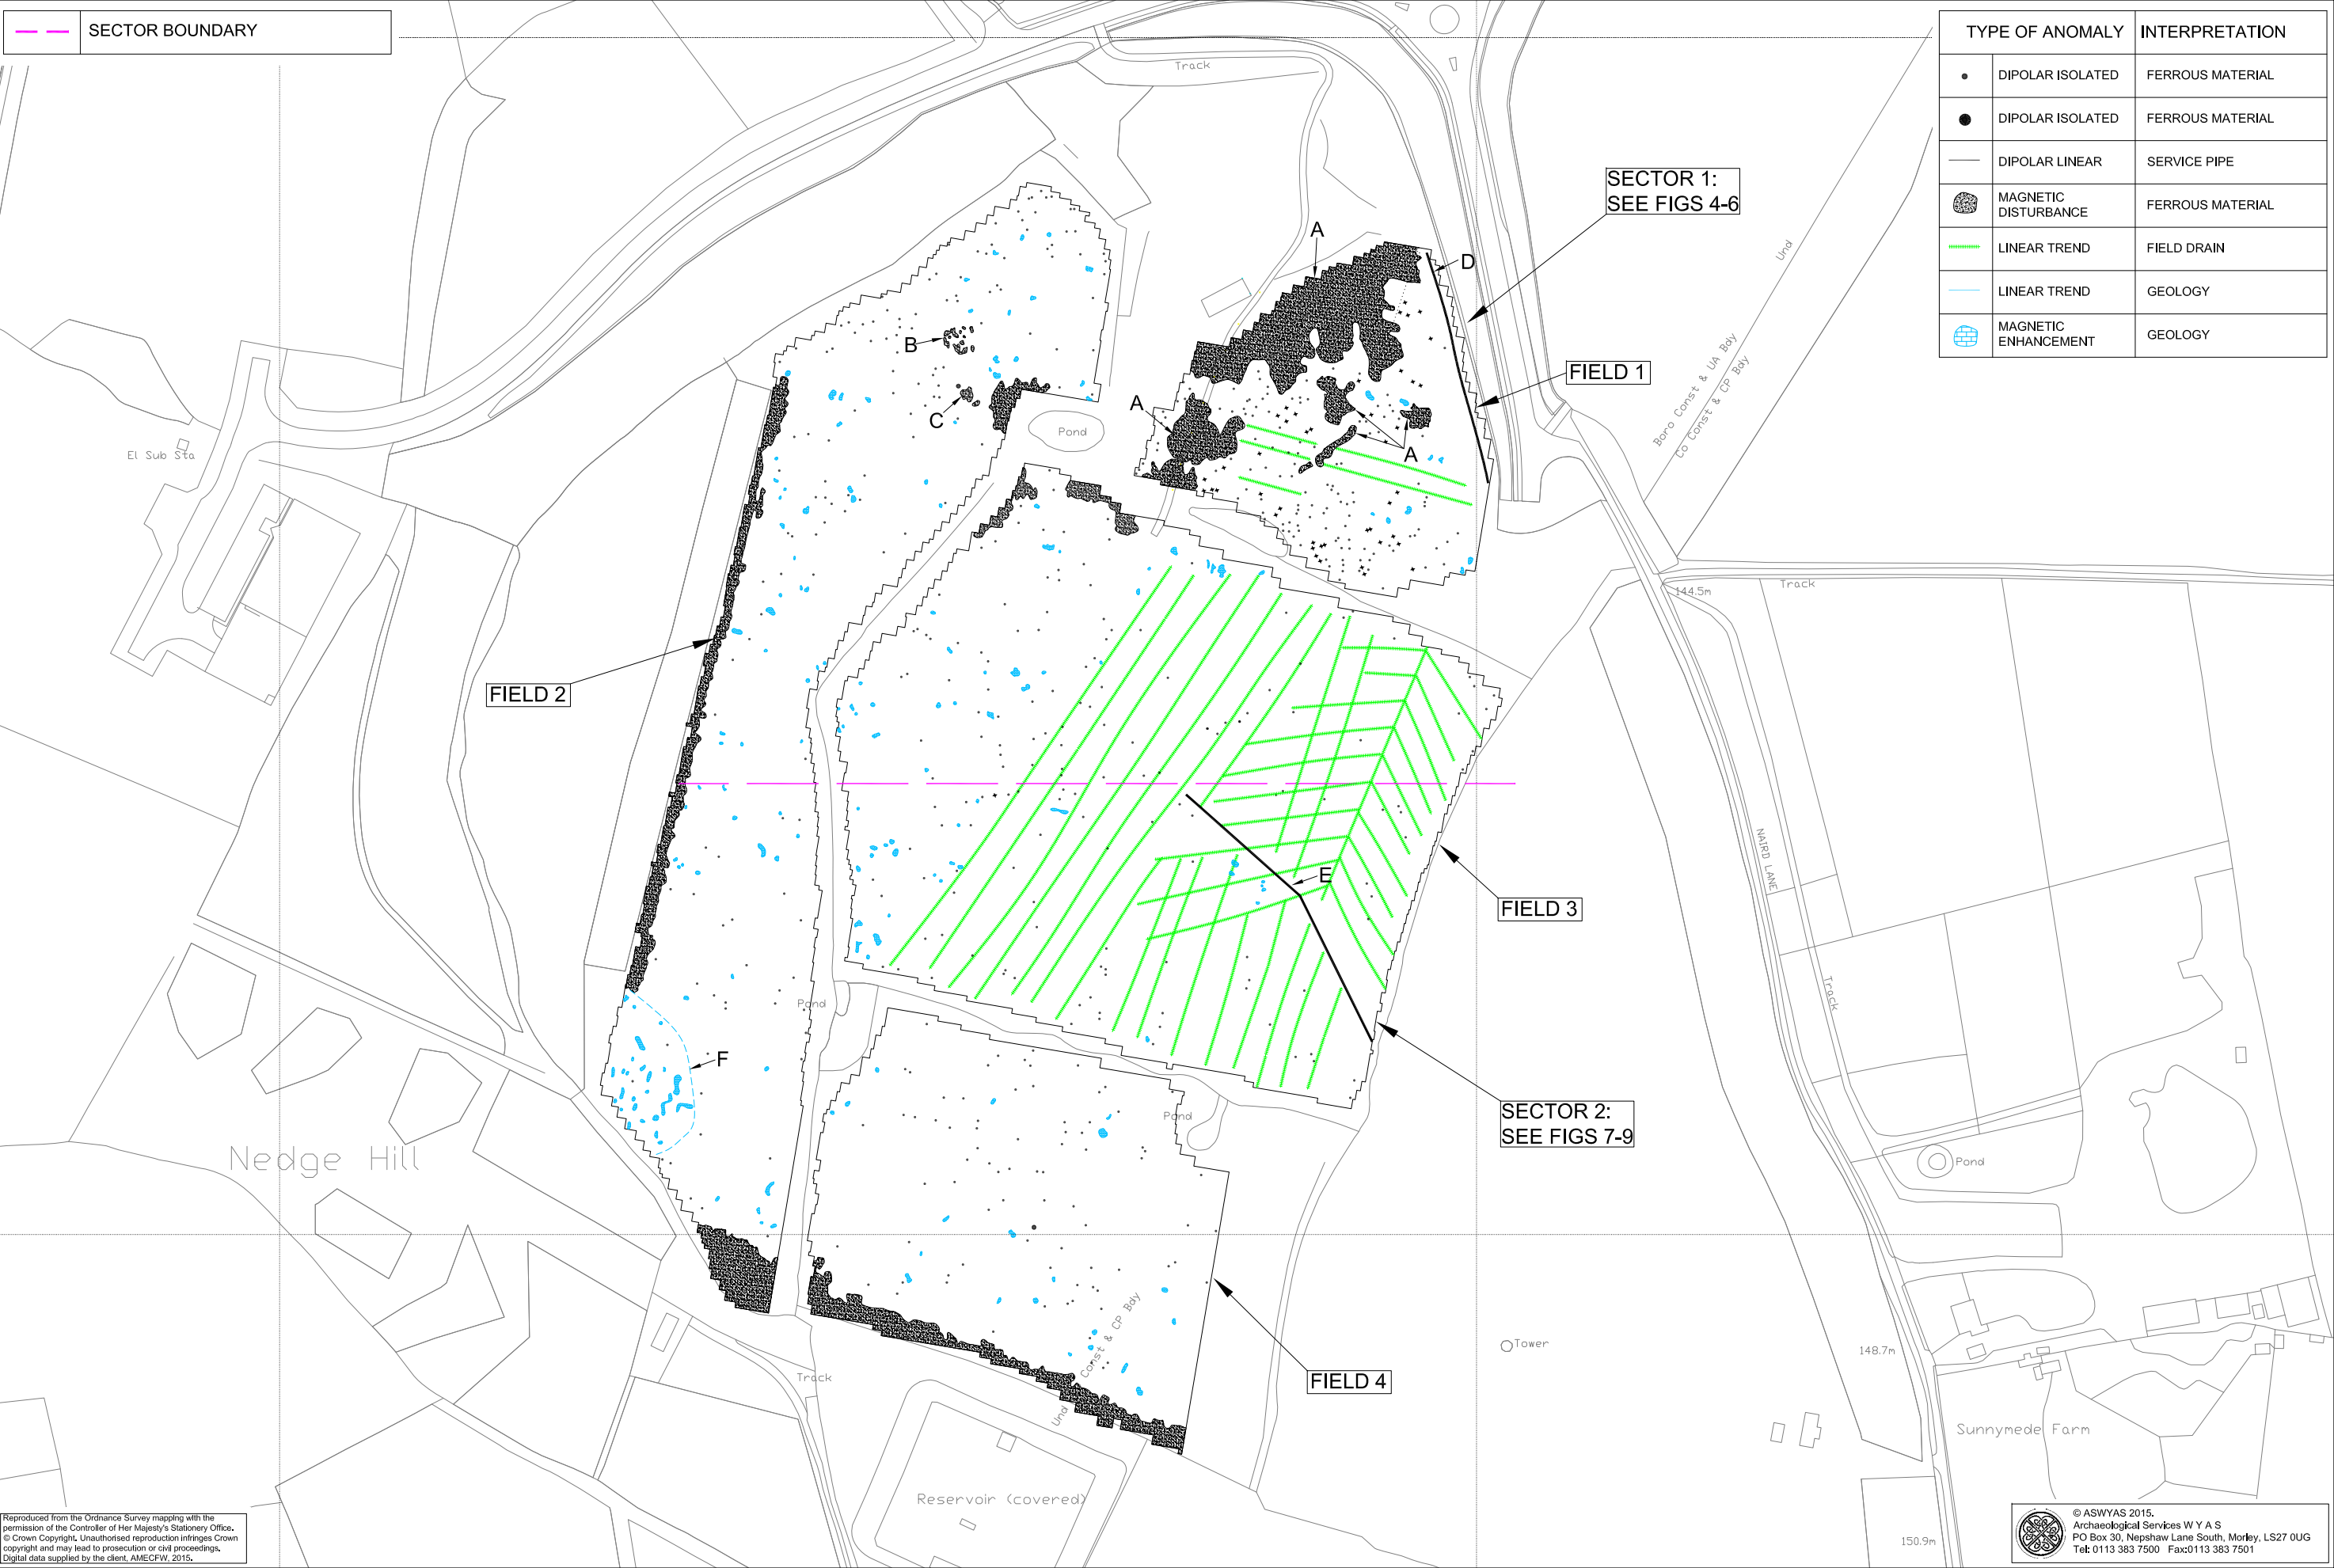 SECTOR BOUNDARY
TYPE OF ANOMALY INTERPRETATION
DIPOLAR ISOLATED FERROUS MATERIAL
DIPOLAR ISOLATED FERROUS MATERIAL
DIPOLAR LINEAR SERVICE PIPE
MAGNETIC
DISTURBANCE
FERROUS MATERIAL
LINEAR TREND FIELD DRAIN
LINEAR TREND GEOLOGY
MAGNETIC
ENHANCEMENT
GEOLOGY
Track
SECTOR 1:
SEE FIGS 4-6
Und
A
D
B
Boro Const & UA Bdy
Co Const & CP Bdy
FIELD 1
C
A
Pond
A
El Sub Sta
144.5m
Track
FIELD 2
NAIRD LANE
E
FIELD 3
Track
Pond
F
Pond
SECTOR 2:
SEE FIGS 7-9
Nedge Hill
Pond
Und
Const & CP Bdy
Tower
148.7m
Track
FIELD 4
Sunnymede Farm
Reservoir (covered)
150.9m
Reproduced from the Ordnance Survey mapping with the
permission of the Controller of Her Majesty's Stationery Office.
© Crown Copyright. Unauthorised reproduction infringes Crown
copyright and may lead to prosecution or civil proceedings.
Digital data supplied by the client, AMECFW, 2015.
© ASWYAS 2015.
Archaeological Services W Y A S
PO Box 30, Nepshaw Lane South, Morley, LS27 0UG
Tel: 0113 383 7500 Fax:0113 383 7501